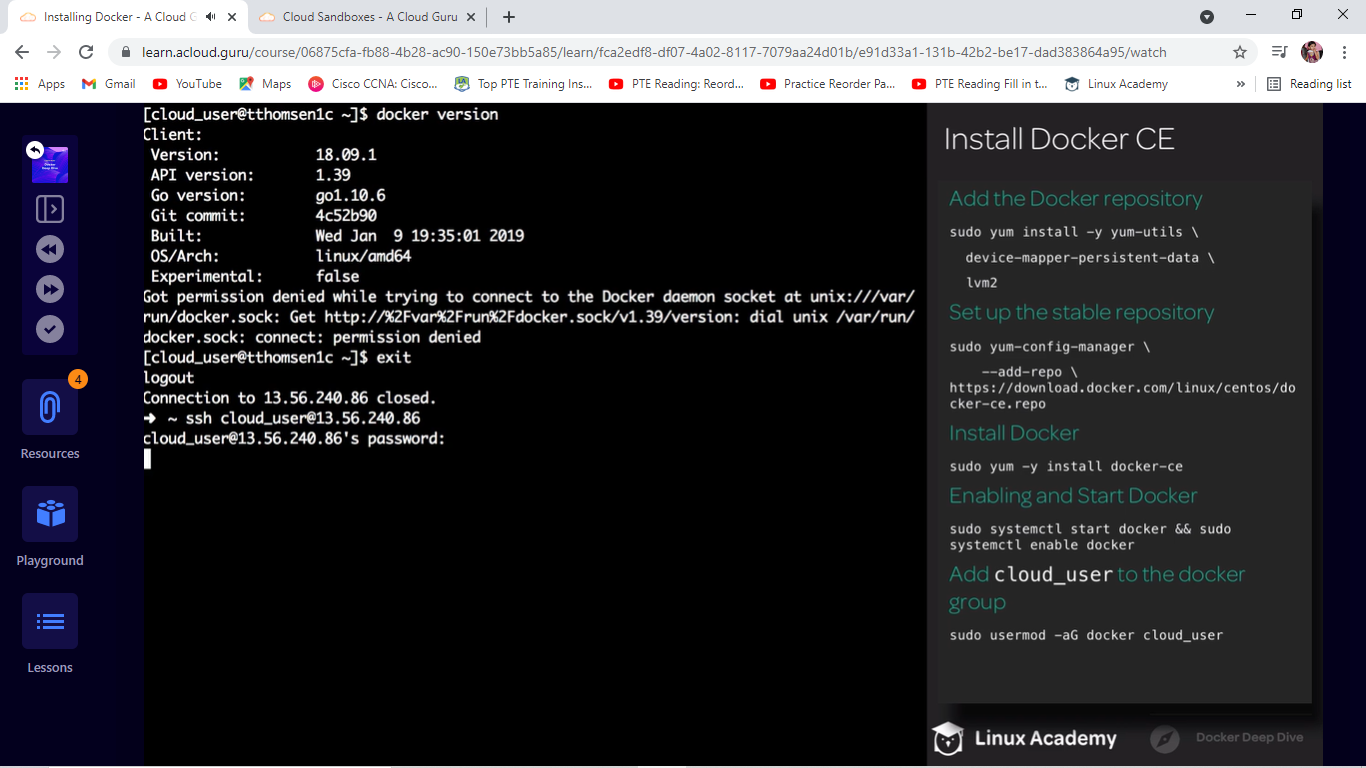 Installing Docker - A Cloud G
Cloud Sandboxes - A Cloud Guru
learn.acloud.guru/course/06875cfa-fb88-4b28-ac90-150e73bb5a85/learn/fca2edf8-df07-4a02-8117-7079aa24d01b/e91d33a1-131b-42b2-be17-dad383864a95/watch
Apps
Gmail
YouTube
Maps
Cisco CCNA: Cisco...
Top PTE Training Ins...
PTE Reading: Reord...
Practice Reorder Pa...
PTE Reading Fill in t...
Linux Academy
»
Reading list
4
Resources
Playground
Lessons
[cloud_user@tthomsen1c ~]$ docker version
Client:
Version: 18.09.1
API version: 1.39
Go version: go1.10.6
Git commit: 4c52b90
Built: Wed Jan  9 19:35:01 2019
OS/Arch: linux/amd64
Experimental: false
Got permission denied while trying to connect to the Docker daemon socket at unix:///var/
run/docker.sock: Get http://%2Fvar%2Frun%2Fdocker.sock/v1.39/version: dial unix /var/run/
docker.sock: connect: permission denied
[cloud_user@tthomsen1c ~]$ exit
logout
Connection to 13.56.240.86 closed.
➜ ~ ssh cloud_user@13.56.240.86
cloud_user@13.56.240.86's password:
Install Docker CE
Add the Docker repository
sudo yum install -y yum-utils \
device-mapper-persistent-data \
lvm2
Set up the stable repository
sudo yum-config-manager \
--add-repo \
https://download.docker.com/linux/centos/do
cker-ce.repo
Install Docker
sudo yum -y install docker-ce
Enabling and Start Docker
sudo systemctl start docker && sudo
systemctl enable docker
Add cloud_user to the docker
group
sudo usermod -aG docker cloud_user
Linux Academy
Docker Deep Dive